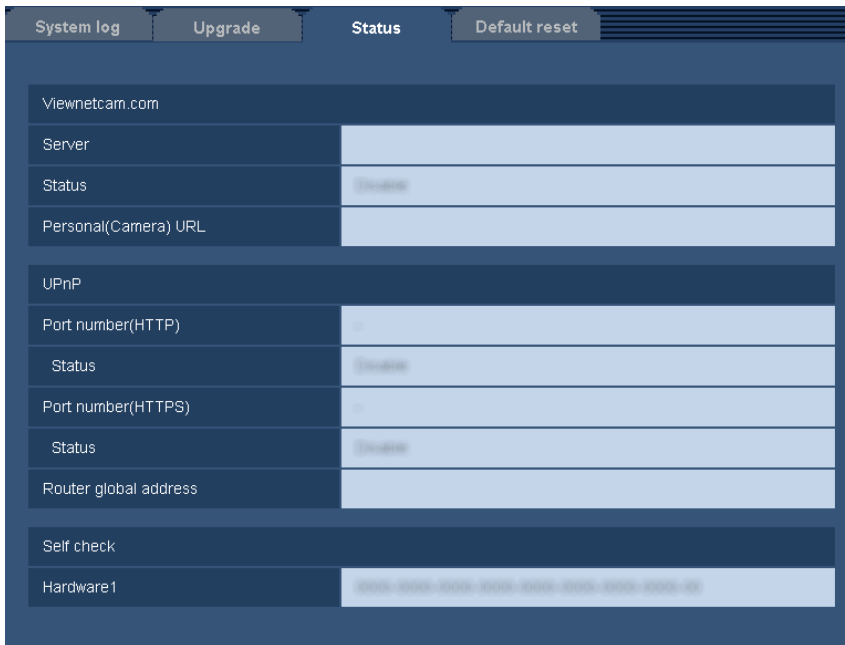 System log Upgrade Status Default reset
Viewnetcam.com
Server
Status
Personal(Camera) URL
UPnP
Port number(HTTP)
Status
Port number(HTTPS)
Status
Router global address
Self check
Hardware1